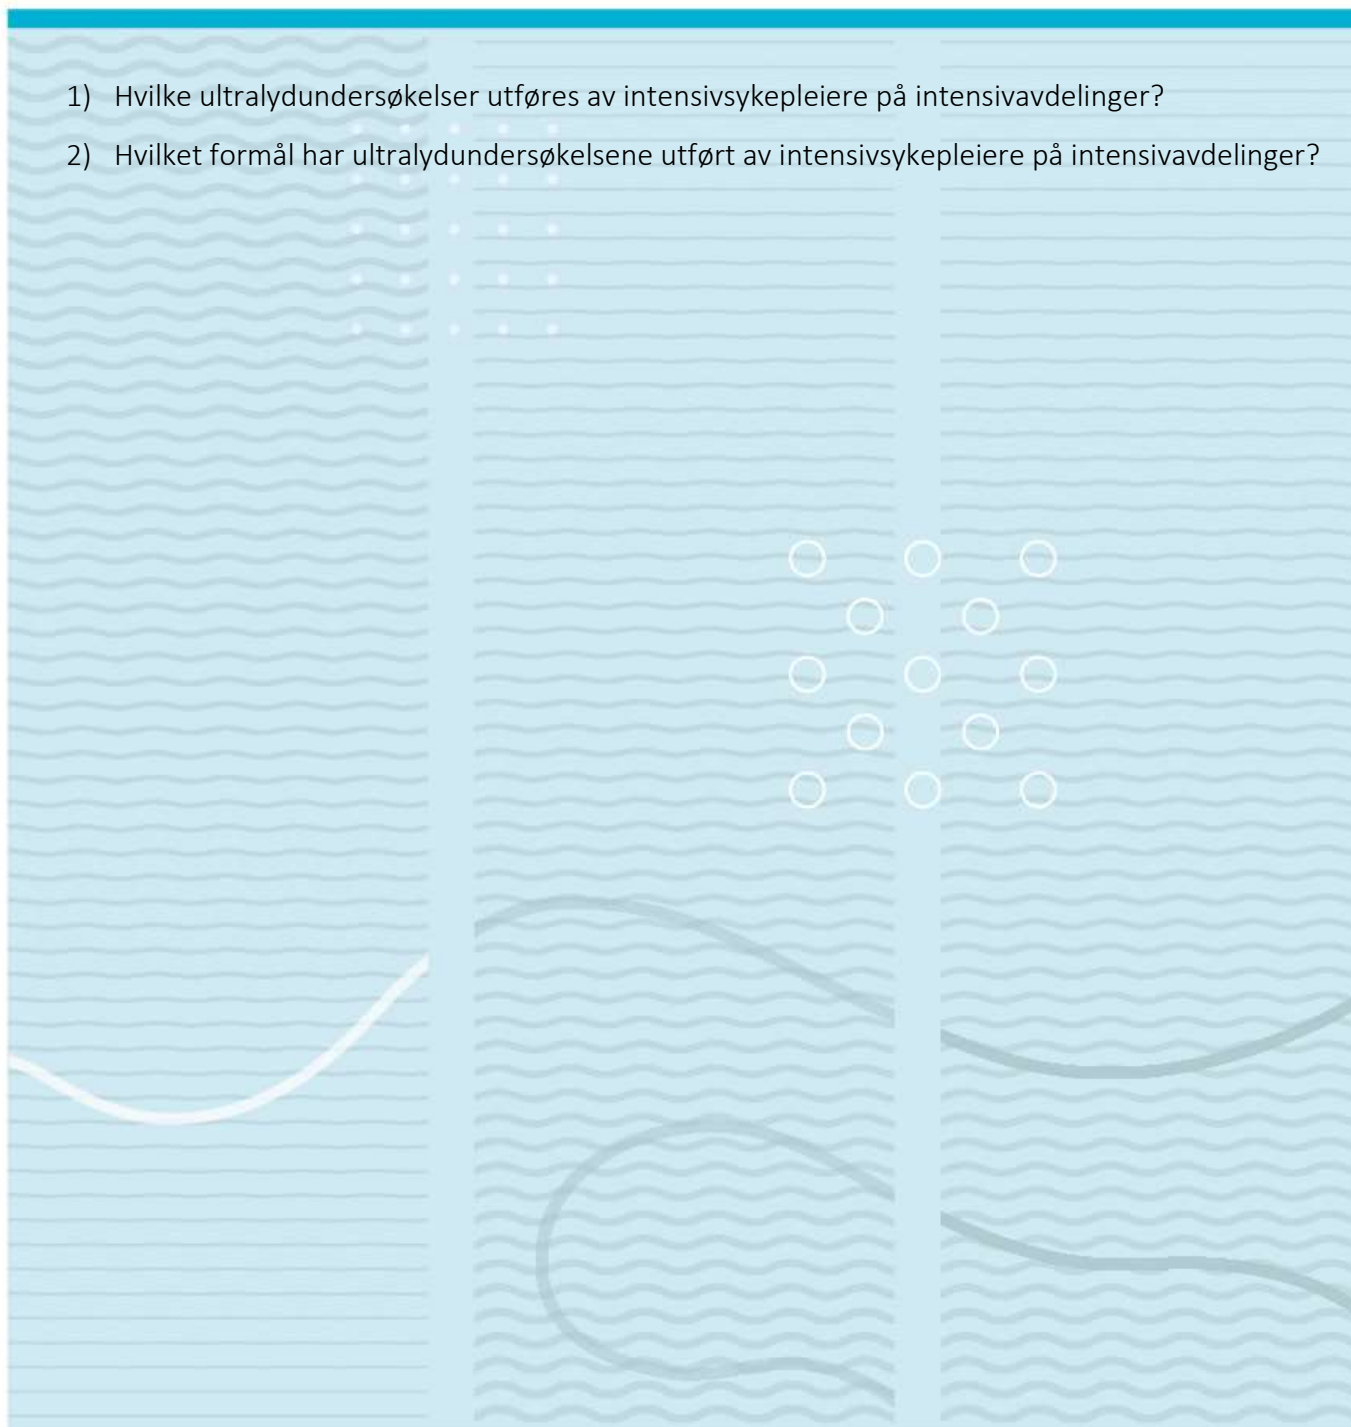 1) Hvilke ultralydundersøkelser utføres av intensivsykepleiere på intensivavdelinger?
2) Hvilket formål har ultralydundersøkelsene utført av intensivsykepleiere på intensivavdelinger?